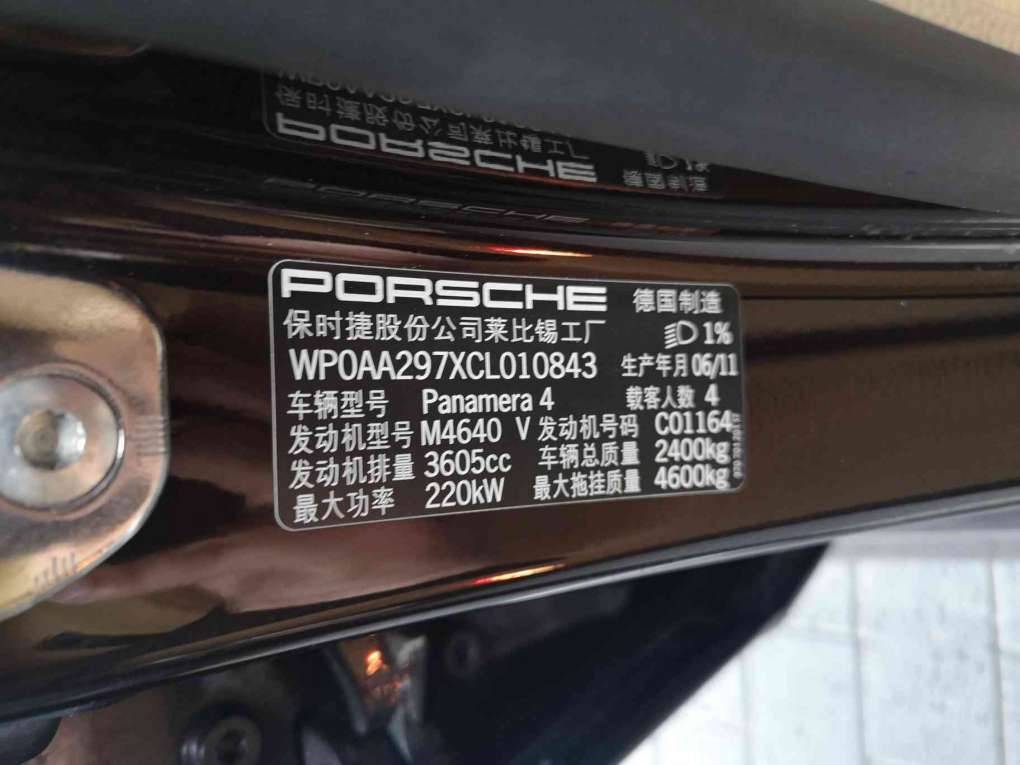 PORSCHE 德国制造
保时捷股份公司莱比锡工厂 1%
WP0AA297XCL010843 生产年月 06/11
车辆型号 Panamera 4 载客人数 4
发动机型号 M4640 V 发动机号码 C01164
发动机排量 3605cc 车辆总质量 2400kg
最大功率 220kW 最大拖挂质量 4600kg